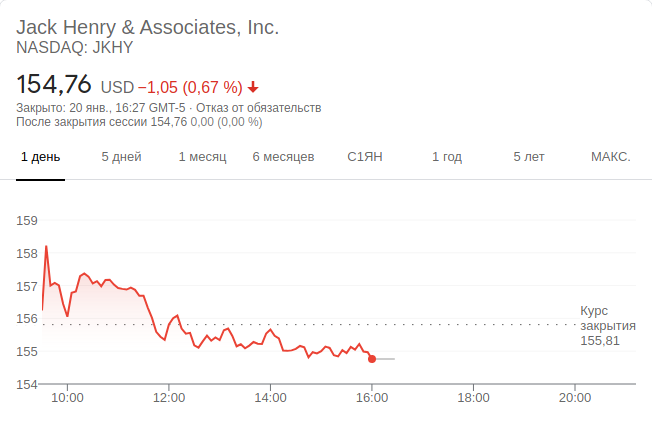 Jack Henry & Associates, Inc.
NASDAQ: JKHY
154,76 USD −1,05 (0,67 %)
Закрыто: 20 янв., 16:27 GMT-5 · Отказ от обязательств
После закрытия сессии 154,76 0,00 (0,00 %)
1 день 5 дней 1 месяц 6 месяцев С1ЯН 1 год 5 лет МАКС.
159
158
157
156
155
154
Курс
закрытия
155,81
10:00 12:00 14:00 16:00 18:00 20:00